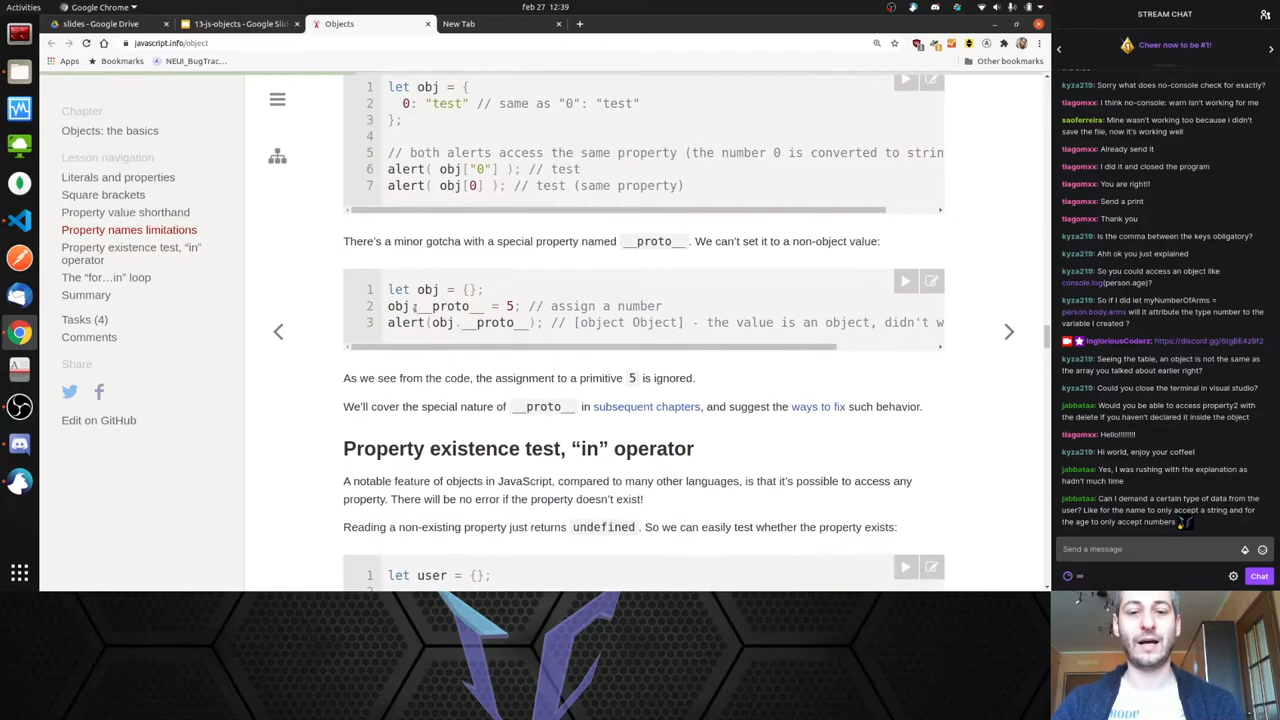 Activities
Google Chrome
feb 27 12:39
slides - Google Drive
13-js-objects - Google Slides
Objects
New Tab
javascript.info/object
Apps
Bookmarks
NEUI_BugTrac…
Other bookmarks
Chapter
Objects: the basics
Lesson navigation
Literals and properties
Square brackets
Property value shorthand
Property names limitations
Property existence test, “in”
operator
The “for…in” loop
Summary
Tasks (4)
Comments
Share
Edit on GitHub
1 let obj = {
2 0: "test" // same as "0": "test"
3 };
4
5 // both alerts access the same property (the number 0 is converted to strin
6 alert( obj["0"] ); // test
7 alert( obj[0] ); // test (same property)
There’s a minor gotcha with a special property named __proto__. We can’t set it to a non-object value:
1 let obj = {};
2 obj.__proto__ = 5; // assign a number
3 alert(obj.__proto__); // [object Object] - the value is an object, didn't w
As we see from the code, the assignment to a primitive 5 is ignored.
We’ll cover the special nature of __proto__ in subsequent chapters, and suggest the ways to fix such behavior.
Property existence test, “in” operator
A notable feature of objects in JavaScript, compared to many other languages, is that it’s possible to access any
property. There will be no error if the property doesn’t exist!
Reading a non-existing property just returns undefined. So we can easily test whether the property exists:
1 let user = {};
STREAM CHAT
Cheer now to be #1!
kyza219: Sorry what does no-console check for exactly?
tiagomxx: I think no-console: warn isn't working for me
saoferreira: Mine wasn't working too because i didn't
save the file, now it's working well
tiagomxx: Already send it
tiagomxx: I did it and closed the program
tiagomxx: You are right!!
tiagomxx: Send a print
tiagomxx: Thank you
kyza219: Is the comma between the keys obligatory?
kyza219: Ahh ok you just explained
kyza219: So you could access an object like
console.log(person.age)?
kyza219: So if I did let myNumberOfArms =
person.body.arms will it attribute the type number to the
variable I created ?
IngloriousCoderz: https://discord.gg/6tgBE4z9f2
kyza219: Seeing the table, an object is not the same as
the array you talked about earlier right?
kyza219: Could you close the terminal in visual studio?
jabbataa: Would you be able to access property2 with
the delete if you haven't declared it inside the object
tiagomxx: Hello!!!!!!!!
kyza219: Hi world, enjoy your coffee!
jabbataa: Yes, I was rushing with the explanation as
hadn't much time
jabbataa: Can I demand a certain type of data from the
user? Like for the name to only accept a string and for
the age to only accept numbers
Send a message
∞
Chat